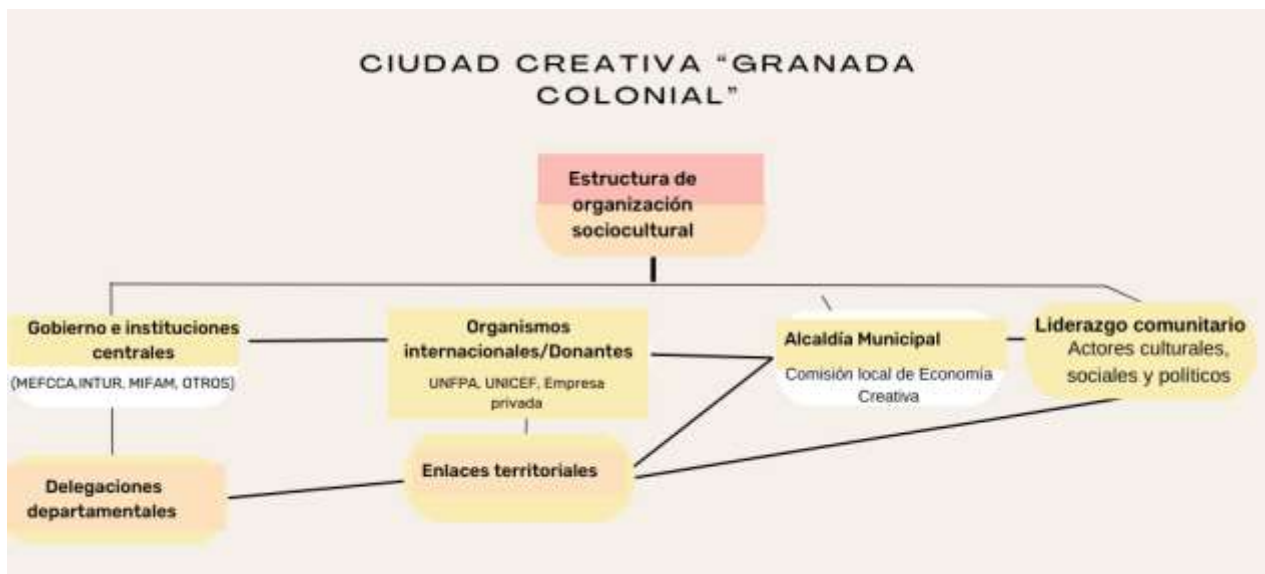 CIUDAD CREATIVA “GRANADA
COLONIAL”
Estructura de
organización
sociocultural
Gobierno e instituciones
centrales
(MEFCCA,INTUR. MIFAM, OTROS)
Organismos
internacionales/Donantes
UNFPA, UNICEF, Empresa
privada
Alcaldía Municipal
Comisión local de Economía
Creativa
Liderazgo comunitario
Actores culturales,
sociales y políticos
Delegaciones
departamentales
Enlaces territoriales